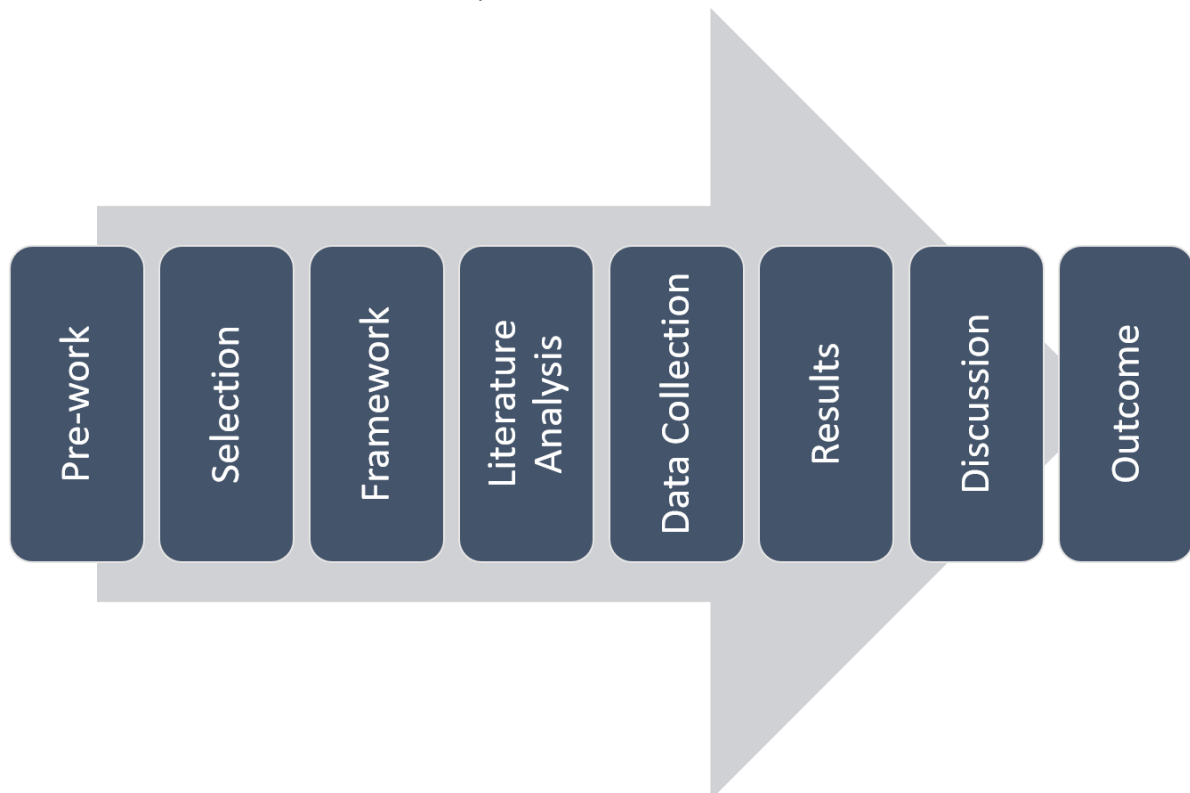 Pre-work
Selection
Framework
Literature
Analysis
Data Collection
Results
Discussion
Outcome